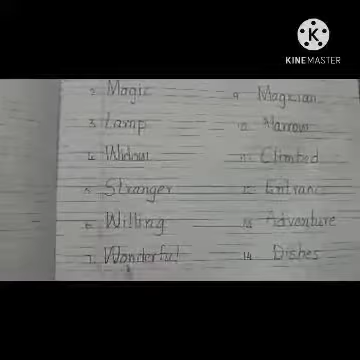 K
KINEMASTER
2. Magic
3. Lamp
4. Widow
5. Stranger
6. Willing
7. Wonderful
9. Magician
10. Narrow
11. Climbed
12. Entranc
13. Adventure
14. Dishes